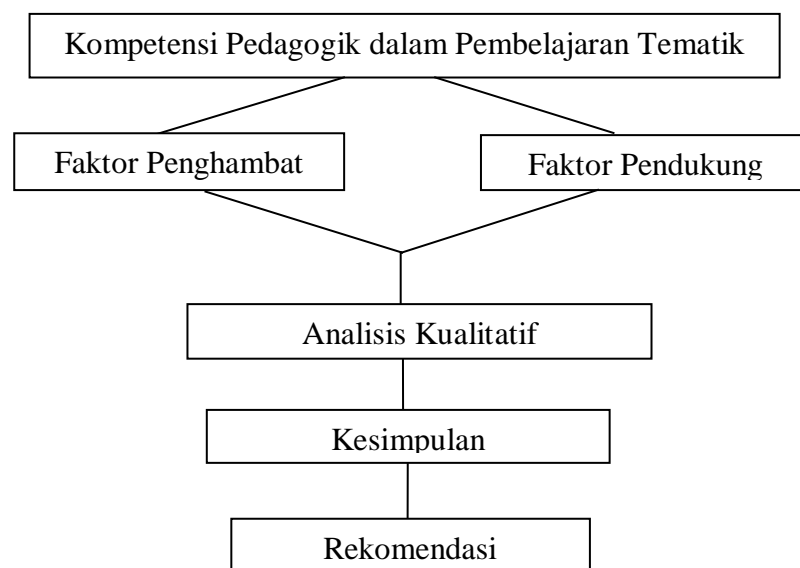 Kompetensi Pedagogik dalam Pembelajaran Tematik
Faktor Penghambat
Faktor Pendukung
Analisis Kualitatif
Kesimpulan
Rekomendasi